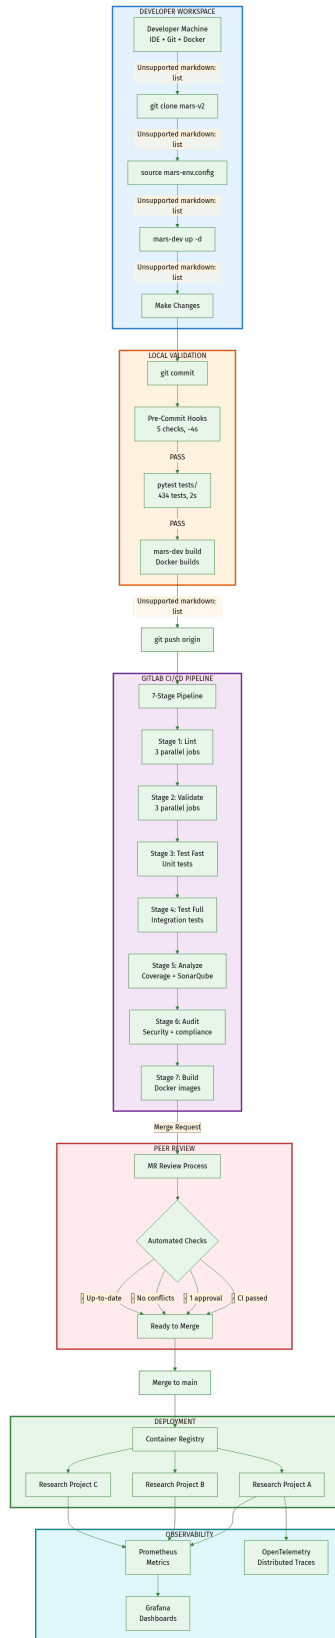 DEVELOPER WORKSPACE
Developer Machine
IDE + Git + Docker
Unsupported markdown:
list
git clone mars-v2
Unsupported markdown:
list
source mars-env.config
Unsupported markdown:
list
mars-dev up -d
Unsupported markdown:
list
Make Changes
LOCAL VALIDATION
git commit
Pre-Commit Hooks
5 checks, ~4s
PASS
pytest tests/
434 tests, 2s
PASS
mars-dev build
Docker builds
Unsupported markdown:
list
git push origin
GITLAB CI/CD PIPELINE
7-Stage Pipeline
Stage 1: Lint
3 parallel jobs
Stage 2: Validate
3 parallel jobs
Stage 3: Test Fast
Unit tests
Stage 4: Test Full
Integration tests
Stage 5: Analyze
Coverage + SonarQube
Stage 6: Audit
Security + compliance
Stage 7: Build
Docker images
Merge Request
PEER REVIEW
MR Review Process
Automated Checks
Up-to-date
No conflicts
1 approval
CI passed
Ready to Merge
Merge to main
DEPLOYMENT
Container Registry
Research Project C
Research Project B
Research Project A
OBSERVABILITY
Prometheus
Metrics
OpenTelemetry
Distributed Traces
Grafana
Dashboards